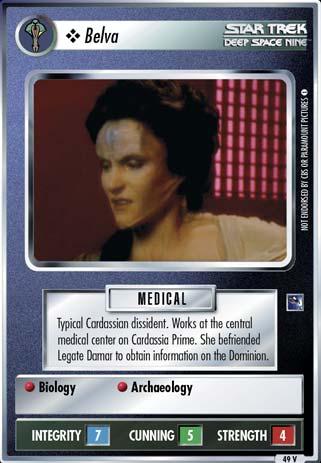 ❖ Belva
STAR TREK
DEEP SPACE NINE
NOT ENDORSED BY CBS OR PARAMOUNT PICTURES
MEDICAL
Typical Cardassian dissident. Works at the central
medical center on Cardassia Prime. She befriended
Legate Damar to obtain information on the Dominion.
Biology Archaeology
INTEGRITY 7 CUNNING 5 STRENGTH 4
49 V